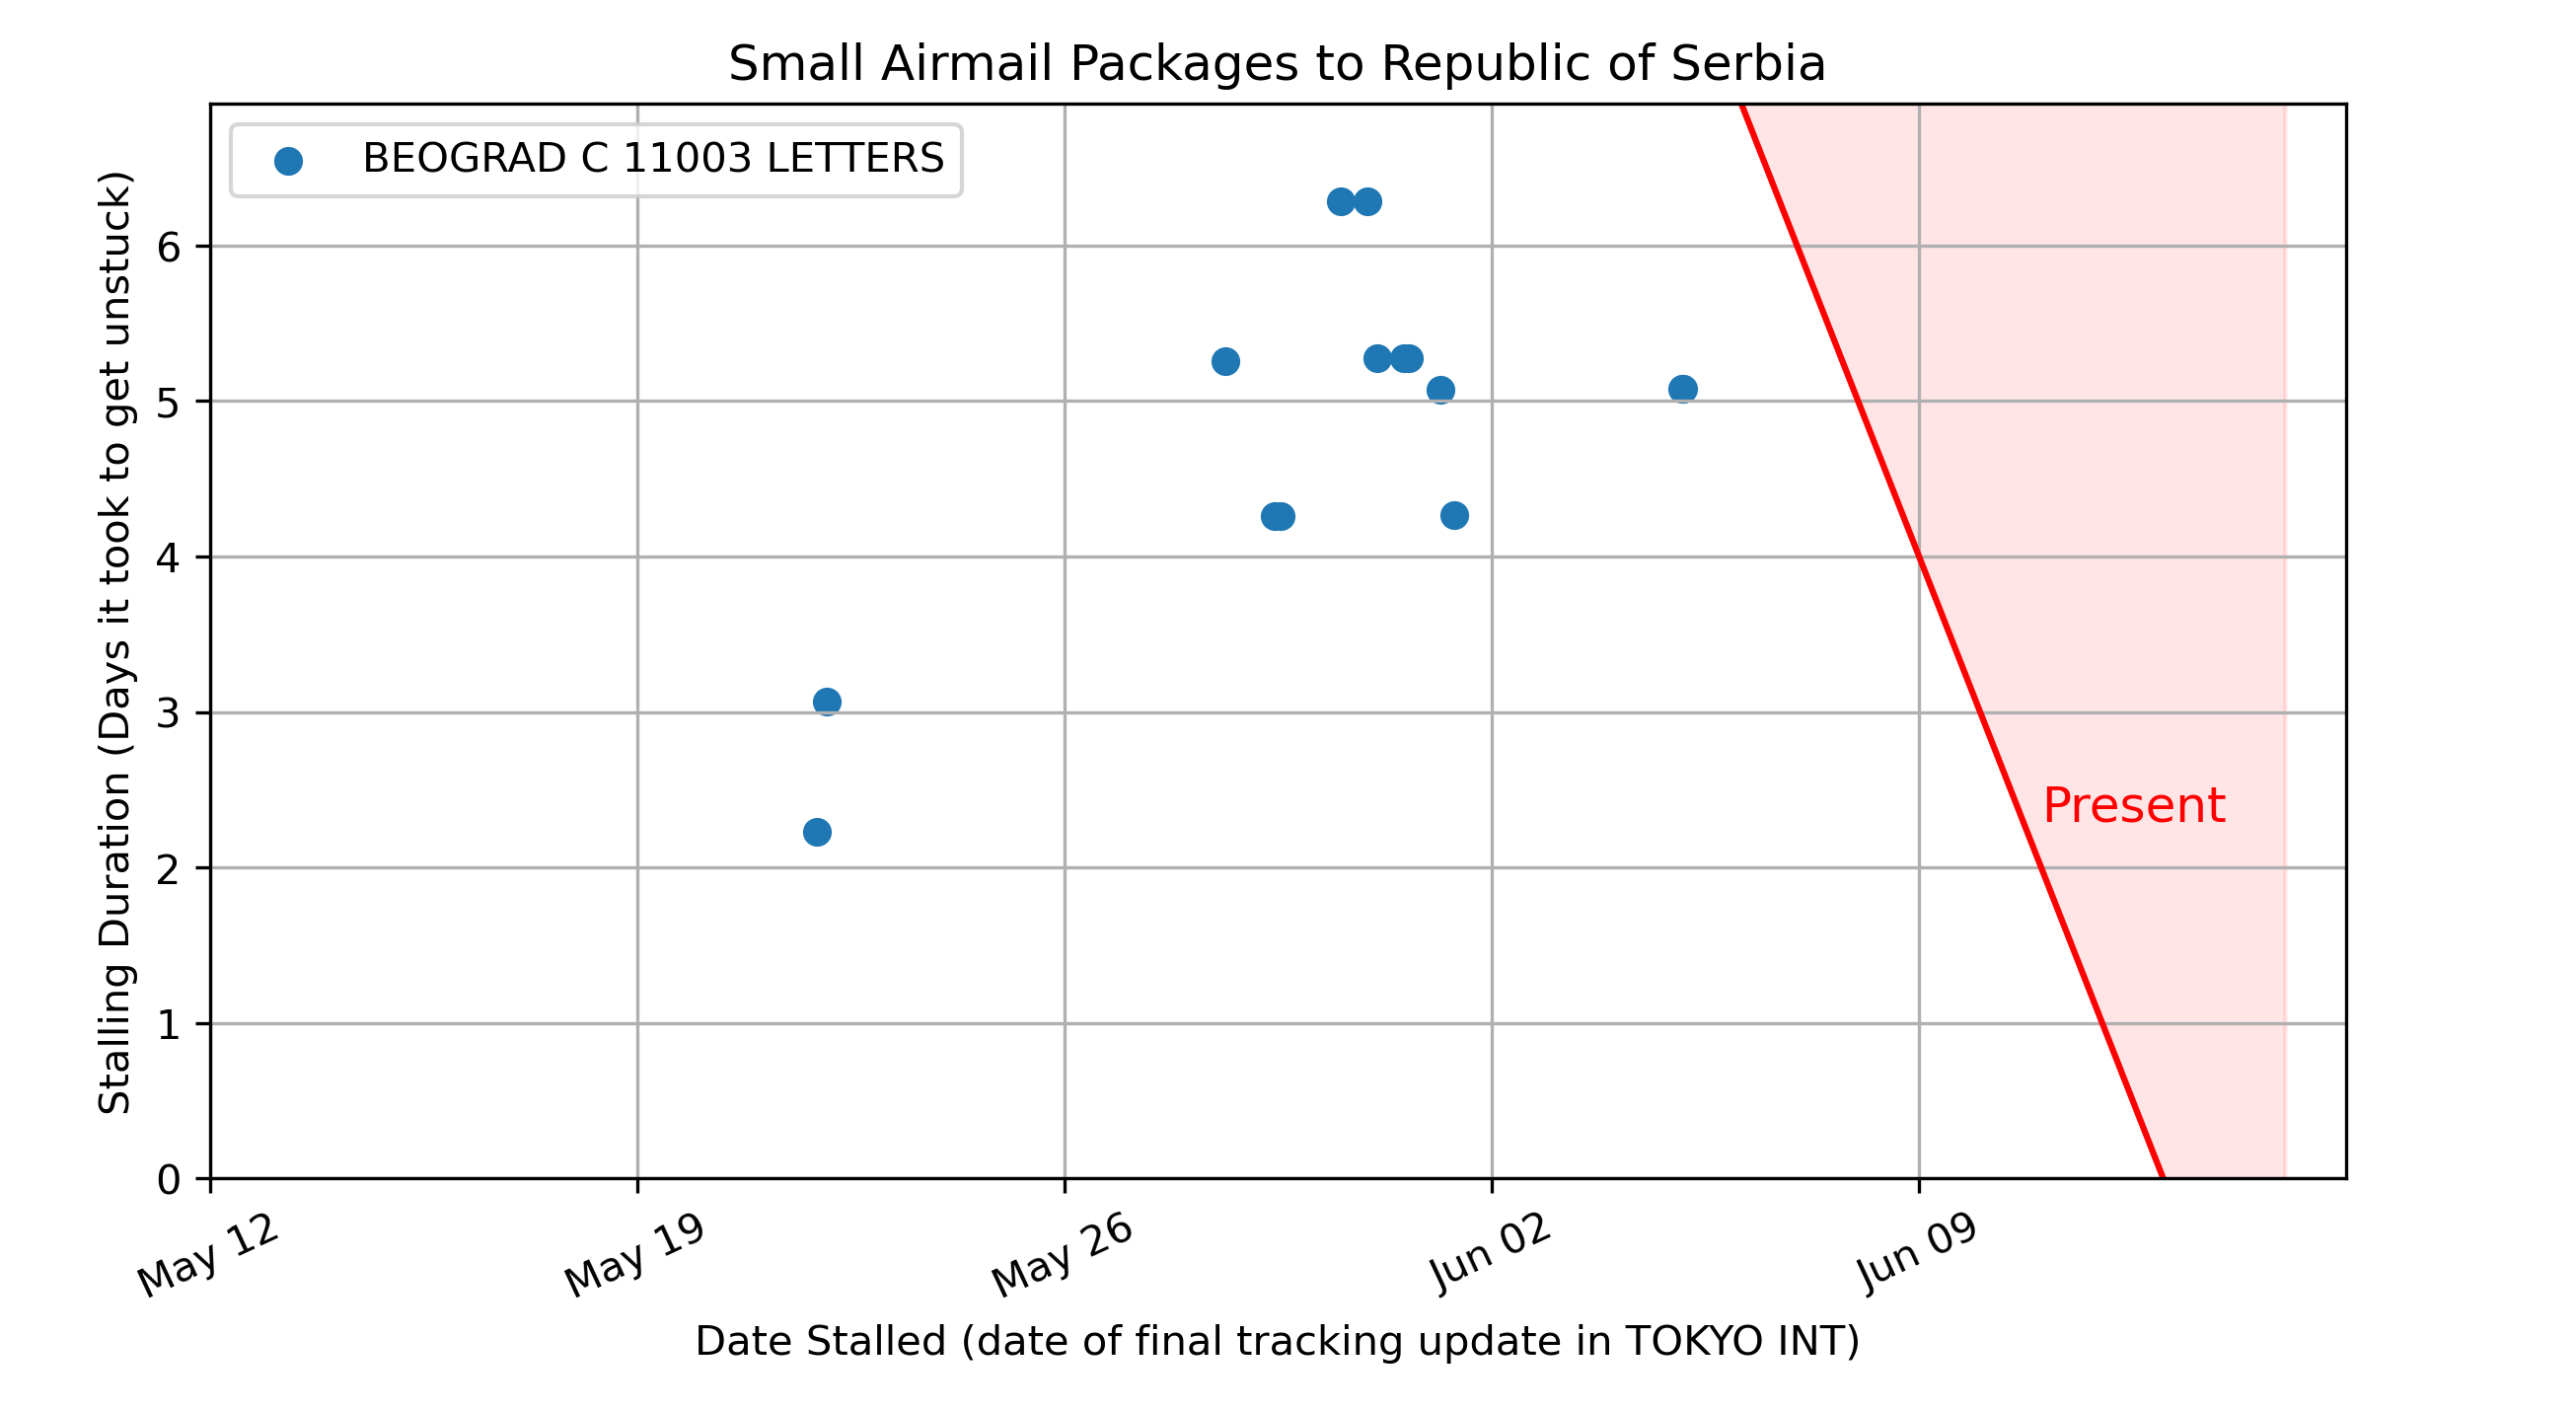 Small Airmail Packages to Republic of Serbia
BEOGRAD C 11003 LETTERS
Stalling Duration (Days it took to get unstuck)
6
5
4
3
2
1
0
Present
May 12
May 19
May 26
Jun 02
Jun 09
Date Stalled (date of final tracking update in TOKYO INT)